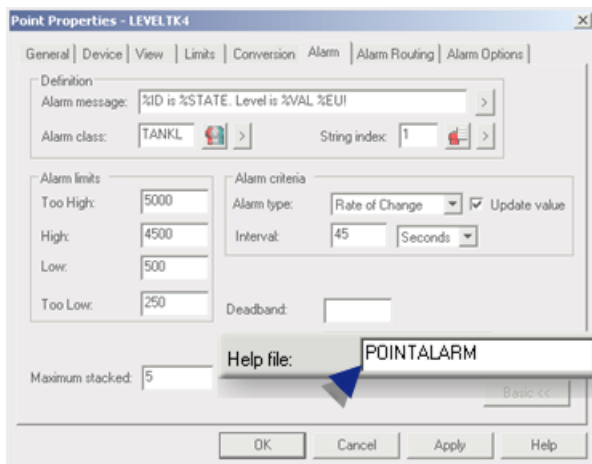 Point Properties - LEVELTK4
General Device View Limits Conversion Alarm Alarm Routing Alarm Options
Definition
Alarm message: %ID is %STATE. Level is %VAL %EU!
Alarm class: TANKL > String index: 1 >
Alarm limits
Too High: 5000
High: 4500
Low: 500
Too Low: 250
Alarm criteria
Alarm type: Rate of Change Update value
Interval: 45 Seconds
Deadband:
Help file: POINTALARM
Maximum stacked: 5
Basic <<
OK Cancel Apply Help